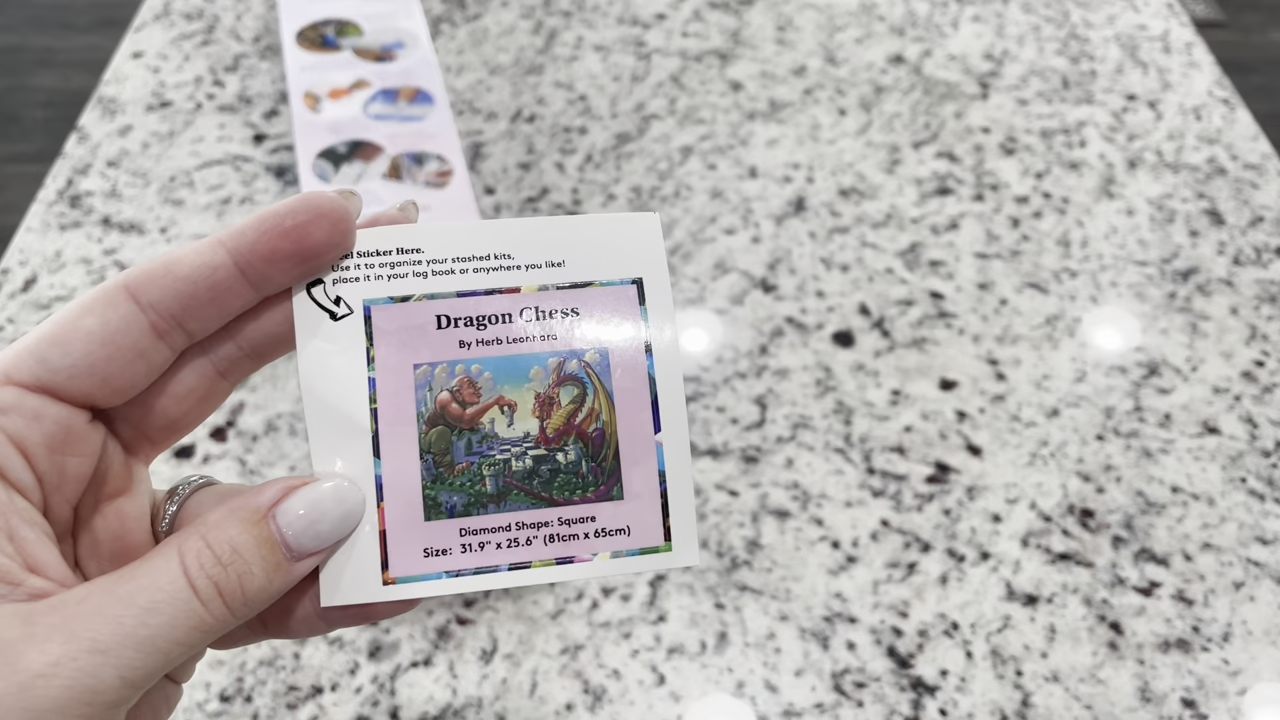 Peel Sticker Here.
Use it to organize your stashed kits,
place it in your log book or anywhere you like!
Dragon Chess
By Herb Leonhard
Diamond Shape: Square
Size: 31.9" x 25.6" (81cm x 65cm)